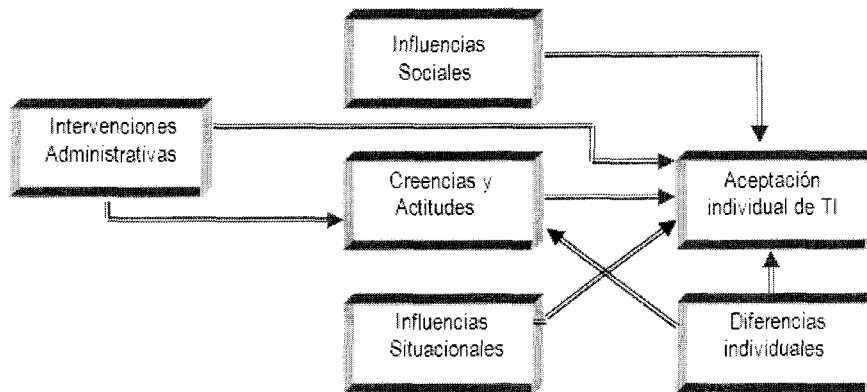 Influencias
Sociales
Intervenciones
Administrativas
Creencias y
Actitudes
Aceptación
individual de TI
Influencias
Situacionales
Diferencias
individuales